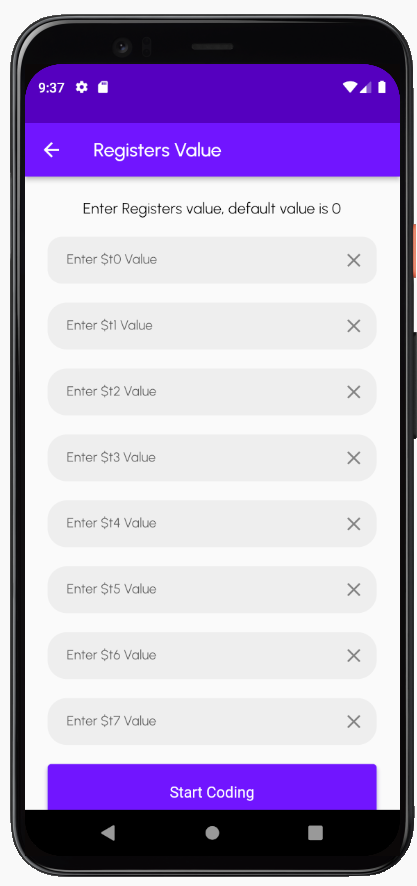 9:37
Registers Value
Enter Registers value, default value is 0
Enter $t0 Value
Enter $t1 Value
Enter $t2 Value
Enter $t3 Value
Enter $t4 Value
Enter $t5 Value
Enter $t6 Value
Enter $t7 Value
Start Coding